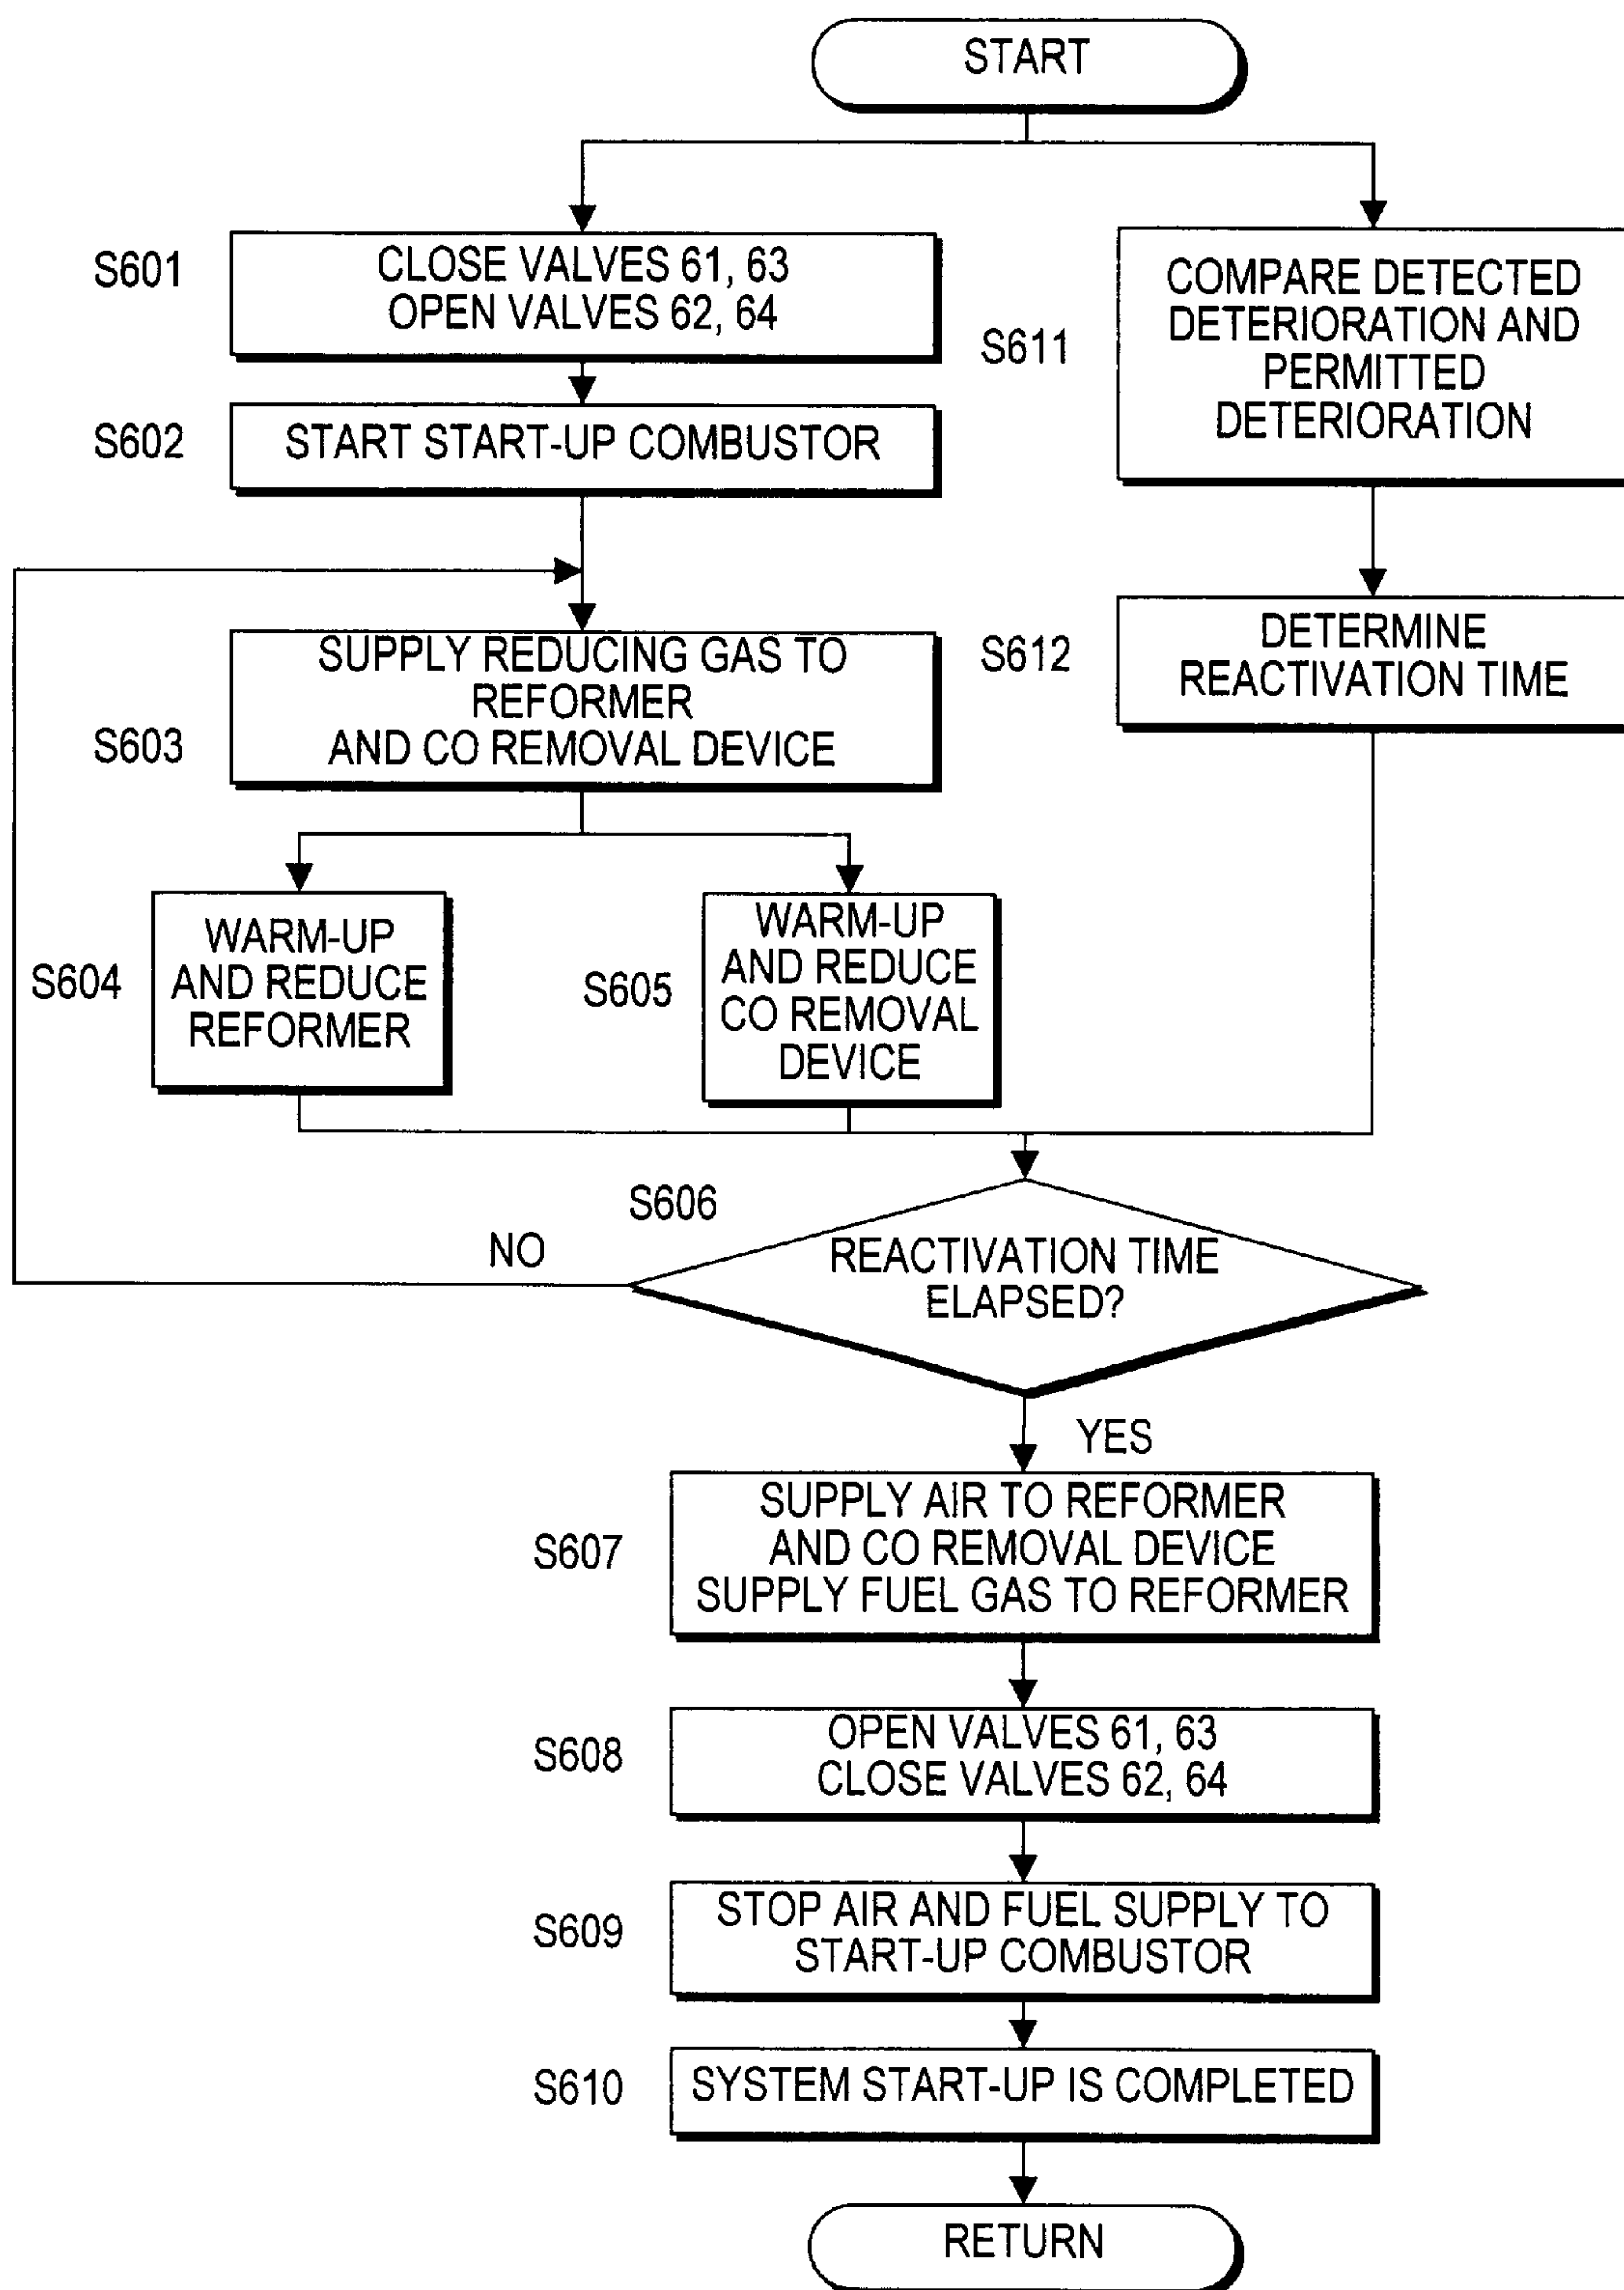 START
S601
CLOSE VALVES 61, 63
OPEN VALVES 62, 64
S611
COMPARE DETECTED
DETERIORATION AND
PERMITTED
DETERIORATION
S602
START START-UP COMBUSTOR
S612
DETERMINE
REACTIVATION TIME
S603
SUPPLY REDUCING GAS TO
REFORMER
AND CO REMOVAL DEVICE
S604
WARM-UP
AND REDUCE
REFORMER
S605
WARM-UP
AND REDUCE
CO REMOVAL
DEVICE
S606
REACTIVATION TIME
ELAPSED?
NO
YES
S607
SUPPLY AIR TO REFORMER
AND CO REMOVAL DEVICE
SUPPLY FUEL GAS TO REFORMER
S608
OPEN VALVES 61, 63
CLOSE VALVES 62, 64
S609
STOP AIR AND FUEL SUPPLY TO
START-UP COMBUSTOR
S610
SYSTEM START-UP IS COMPLETED
RETURN